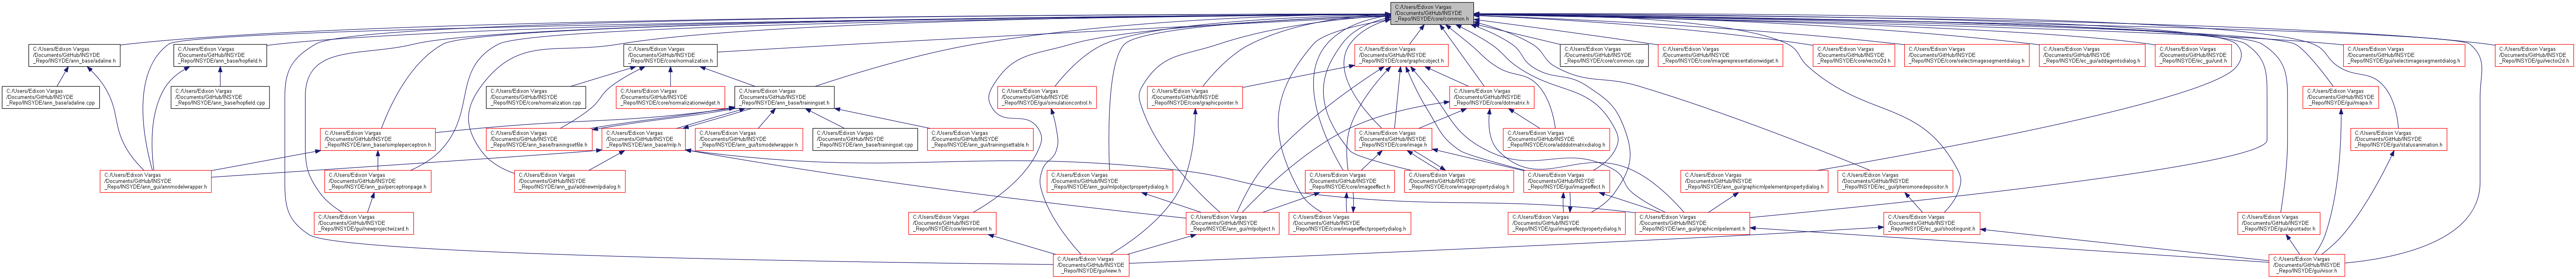 C:/Users/Edixon Vargas
/Documents/GitHub/INSYDE
_Repo/INSYDE/core/common.h
C:/Users/Edixon Vargas
/Documents/GitHub/INSYDE
_Repo/INSYDE/ann_base/adaline.h
C:/Users/Edixon Vargas
/Documents/GitHub/INSYDE
_Repo/INSYDE/ann_base/hopfield.h
C:/Users/Edixon Vargas
/Documents/GitHub/INSYDE
_Repo/INSYDE/core/normalization.h
C:/Users/Edixon Vargas
/Documents/GitHub/INSYDE
_Repo/INSYDE/core/graphicobject.h
C:/Users/Edixon Vargas
/Documents/GitHub/INSYDE
_Repo/INSYDE/core/common.cpp
C:/Users/Edixon Vargas
/Documents/GitHub/INSYDE
_Repo/INSYDE/core/imagerepresentationwidget.h
C:/Users/Edixon Vargas
/Documents/GitHub/INSYDE
_Repo/INSYDE/core/vector2d.h
C:/Users/Edixon Vargas
/Documents/GitHub/INSYDE
_Repo/INSYDE/core/selectimagesegmentdialog.h
C:/Users/Edixon Vargas
/Documents/GitHub/INSYDE
_Repo/INSYDE/ec_gui/addagentsdialog.h
C:/Users/Edixon Vargas
/Documents/GitHub/INSYDE
_Repo/INSYDE/ec_gui/unit.h
C:/Users/Edixon Vargas
/Documents/GitHub/INSYDE
_Repo/INSYDE/gui/selectimagesegmentdialog.h
C:/Users/Edixon Vargas
/Documents/GitHub/INSYDE
_Repo/INSYDE/gui/vector2d.h
C:/Users/Edixon Vargas
/Documents/GitHub/INSYDE
_Repo/INSYDE/ann_base/adaline.cpp
C:/Users/Edixon Vargas
/Documents/GitHub/INSYDE
_Repo/INSYDE/ann_base/hopfield.cpp
C:/Users/Edixon Vargas
/Documents/GitHub/INSYDE
_Repo/INSYDE/core/normalization.cpp
C:/Users/Edixon Vargas
/Documents/GitHub/INSYDE
_Repo/INSYDE/core/normalizationwidget.h
C:/Users/Edixon Vargas
/Documents/GitHub/INSYDE
_Repo/INSYDE/ann_base/trainingset.h
C:/Users/Edixon Vargas
/Documents/GitHub/INSYDE
_Repo/INSYDE/gui/simulationcontrol.h
C:/Users/Edixon Vargas
/Documents/GitHub/INSYDE
_Repo/INSYDE/core/graphicpointer.h
C:/Users/Edixon Vargas
/Documents/GitHub/INSYDE
_Repo/INSYDE/core/dotmatrix.h
C:/Users/Edixon Vargas
/Documents/GitHub/INSYDE
_Repo/INSYDE/gui/mapa.h
C:/Users/Edixon Vargas
/Documents/GitHub/INSYDE
_Repo/INSYDE/ann_base/simpleperceptron.h
C:/Users/Edixon Vargas
/Documents/GitHub/INSYDE
_Repo/INSYDE/ann_base/trainingsetfile.h
C:/Users/Edixon Vargas
/Documents/GitHub/INSYDE
_Repo/INSYDE/ann_base/mlp.h
C:/Users/Edixon Vargas
/Documents/GitHub/INSYDE
_Repo/INSYDE/ann_gui/tsmodelwrapper.h
C:/Users/Edixon Vargas
/Documents/GitHub/INSYDE
_Repo/INSYDE/ann_base/trainingset.cpp
C:/Users/Edixon Vargas
/Documents/GitHub/INSYDE
_Repo/INSYDE/ann_gui/trainingsettable.h
C:/Users/Edixon Vargas
/Documents/GitHub/INSYDE
_Repo/INSYDE/core/image.h
C:/Users/Edixon Vargas
/Documents/GitHub/INSYDE
_Repo/INSYDE/core/adddotmatrixdialog.h
C:/Users/Edixon Vargas
/Documents/GitHub/INSYDE
_Repo/INSYDE/gui/statusanimation.h
C:/Users/Edixon Vargas
/Documents/GitHub/INSYDE
_Repo/INSYDE/ann_gui/annmodelwrapper.h
C:/Users/Edixon Vargas
/Documents/GitHub/INSYDE
_Repo/INSYDE/ann_gui/perceptronpage.h
C:/Users/Edixon Vargas
/Documents/GitHub/INSYDE
_Repo/INSYDE/ann_gui/addnewmlpdialog.h
C:/Users/Edixon Vargas
/Documents/GitHub/INSYDE
_Repo/INSYDE/ann_gui/mlpobjectpropertydialog.h
C:/Users/Edixon Vargas
/Documents/GitHub/INSYDE
_Repo/INSYDE/core/imageeffect.h
C:/Users/Edixon Vargas
/Documents/GitHub/INSYDE
_Repo/INSYDE/core/imagepropertydialog.h
C:/Users/Edixon Vargas
/Documents/GitHub/INSYDE
_Repo/INSYDE/gui/imageeffect.h
C:/Users/Edixon Vargas
/Documents/GitHub/INSYDE
_Repo/INSYDE/ann_gui/graphicmlpelementpropertydialog.h
C:/Users/Edixon Vargas
/Documents/GitHub/INSYDE
_Repo/INSYDE/ec_gui/pheromonedepositor.h
C:/Users/Edixon Vargas
/Documents/GitHub/INSYDE
_Repo/INSYDE/gui/newprojectwizard.h
C:/Users/Edixon Vargas
/Documents/GitHub/INSYDE
_Repo/INSYDE/core/enviroment.h
C:/Users/Edixon Vargas
/Documents/GitHub/INSYDE
_Repo/INSYDE/ann_gui/mlpobject.h
C:/Users/Edixon Vargas
/Documents/GitHub/INSYDE
_Repo/INSYDE/core/imageeffectpropertydialog.h
C:/Users/Edixon Vargas
/Documents/GitHub/INSYDE
_Repo/INSYDE/gui/imageeffectpropertydialog.h
C:/Users/Edixon Vargas
/Documents/GitHub/INSYDE
_Repo/INSYDE/ann_gui/graphicmlpelement.h
C:/Users/Edixon Vargas
/Documents/GitHub/INSYDE
_Repo/INSYDE/ec_gui/shootingunit.h
C:/Users/Edixon Vargas
/Documents/GitHub/INSYDE
_Repo/INSYDE/gui/apuntador.h
C:/Users/Edixon Vargas
/Documents/GitHub/INSYDE
_Repo/INSYDE/gui/view.h
C:/Users/Edixon Vargas
/Documents/GitHub/INSYDE
_Repo/INSYDE/gui/visor.h